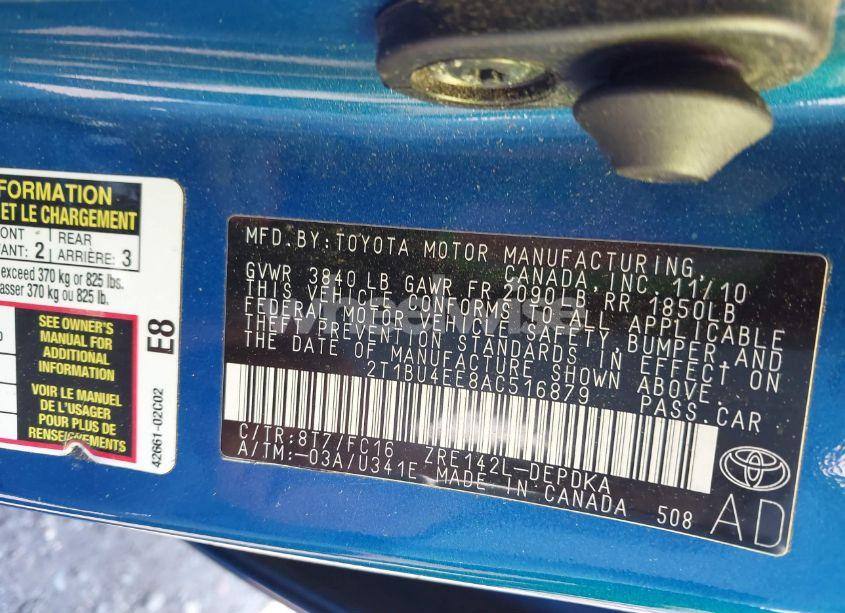 FORMATION
ET LE CHARGEMENT
ONT
REAR
ANT: 2
ARRIÈRE: 3
exceed 370 kg or 825 lbs.
asser 370 kg ou 825 lb.
SEE OWNER'S
MANUAL FOR
ADDITIONAL
INFORMATION
VOIR LE MANUEL
DE L'USAGER
POUR PLUS DE
RENSEIGNEMENTS
E8
42661-02C02
MFD.BY:TOYOTA MOTOR MANUFACTURING,
CANADA,INC. 11/10
GVWR 3840LB GAWR FR 2090LB RR 1850LB
THIS VEHICLE CONFORMS TO ALL APPLICABLE
FEDERAL MOTOR VEHICLE SAFETY,BUMPER,AND
THEFT PREVENTION STANDARDS IN EFFECT ON
THE DATE OF MANUFACTURE SHOWN ABOVE.
2T1BU4EE8AC516879 PASS.CAR
C/TR:8T7/FC16 ZRE142L-DEPDKA
A/TM:-03A/U341E MADE IN CANADA 508
AD